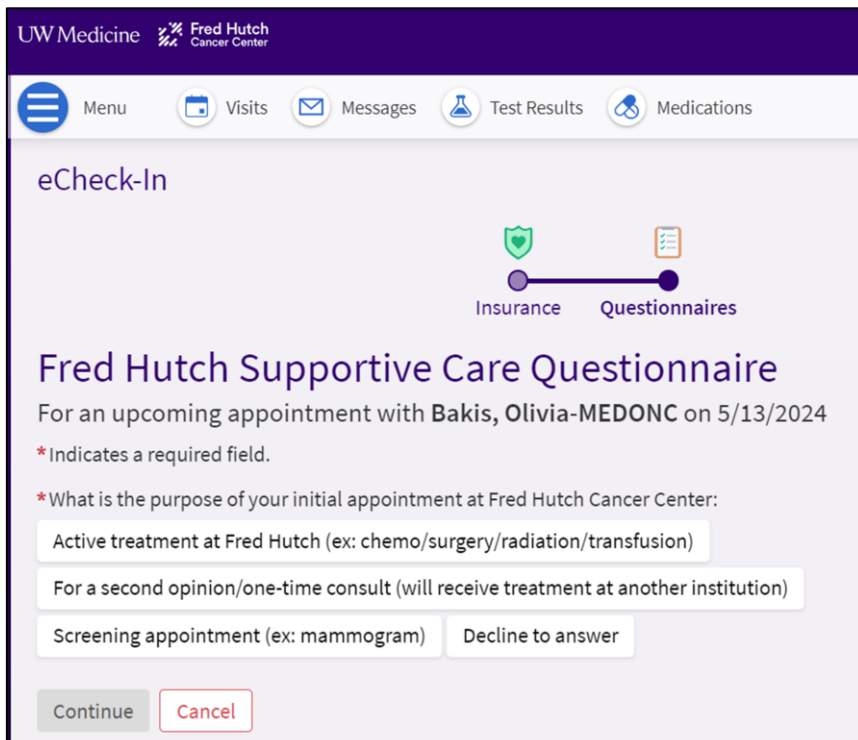 UW Medicine Fred Hutch
Cancer Center
Menu Visits Messages Test Results Medications
eCheck-In
Insurance Questionnaires
Fred Hutch Supportive Care Questionnaire
For an upcoming appointment with Bakis, Olivia-MEDONC on 5/13/2024
*Indicates a required field.
*What is the purpose of your initial appointment at Fred Hutch Cancer Center:
Active treatment at Fred Hutch (ex: chemo/surgery/radiation/transfusion)
For a second opinion/one-time consult (will receive treatment at another institution)
Screening appointment (ex: mammogram) Decline to answer
Continue Cancel